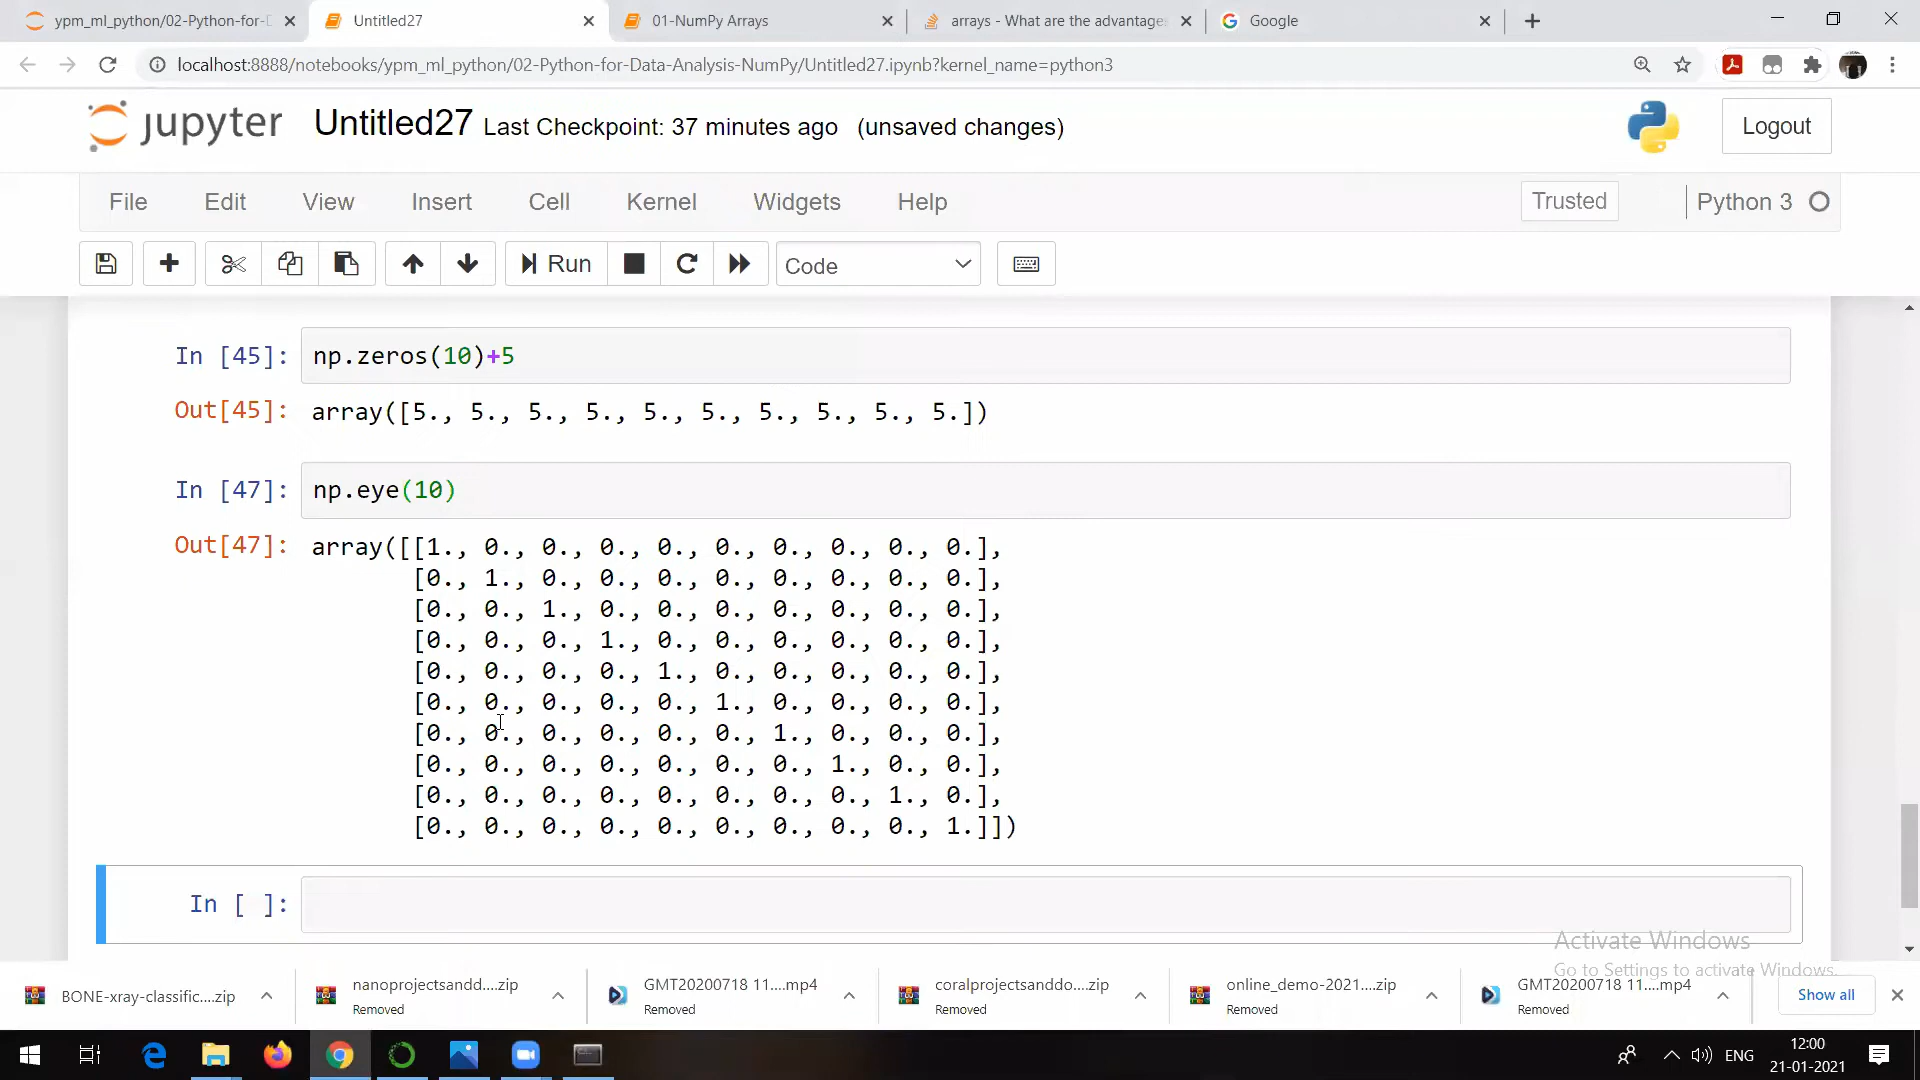 ypm_ml_python/02-Python-for-D
Untitled27
01-NumPy Arrays
arrays - What are the advantages
Google
localhost:8888/notebooks/ypm_ml_python/02-Python-for-Data-Analysis-NumPy/Untitled27.ipynb?kernel_name=python3
jupyter Untitled27 Last Checkpoint: 37 minutes ago (unsaved changes)
Logout
File Edit View Insert Cell Kernel Widgets Help
Trusted
Python 3
Run
Code
In [45]: np.zeros(10)+5
Out[45]: array([5., 5., 5., 5., 5., 5., 5., 5., 5., 5.])
In [47]: np.eye(10)
Out[47]: array([[1., 0., 0., 0., 0., 0., 0., 0., 0., 0.],
[0., 1., 0., 0., 0., 0., 0., 0., 0., 0.],
[0., 0., 1., 0., 0., 0., 0., 0., 0., 0.],
[0., 0., 0., 1., 0., 0., 0., 0., 0., 0.],
[0., 0., 0., 0., 1., 0., 0., 0., 0., 0.],
[0., 0., 0., 0., 0., 1., 0., 0., 0., 0.],
[0., 0., 0., 0., 0., 0., 1., 0., 0., 0.],
[0., 0., 0., 0., 0., 0., 0., 1., 0., 0.],
[0., 0., 0., 0., 0., 0., 0., 0., 1., 0.],
[0., 0., 0., 0., 0., 0., 0., 0., 0., 1.]])
In [ ]:
Activate Windows
Go to Settings to activate Windows.
BONE-xray-classific....zip
nanoprojectsandd....zip
Removed
GMT20200718 11....mp4
Removed
coralprojectsanddo....zip
Removed
online_demo-2021....zip
Removed
GMT20200718 11....mp4
Removed
Show all
ENG
12:00
21-01-2021